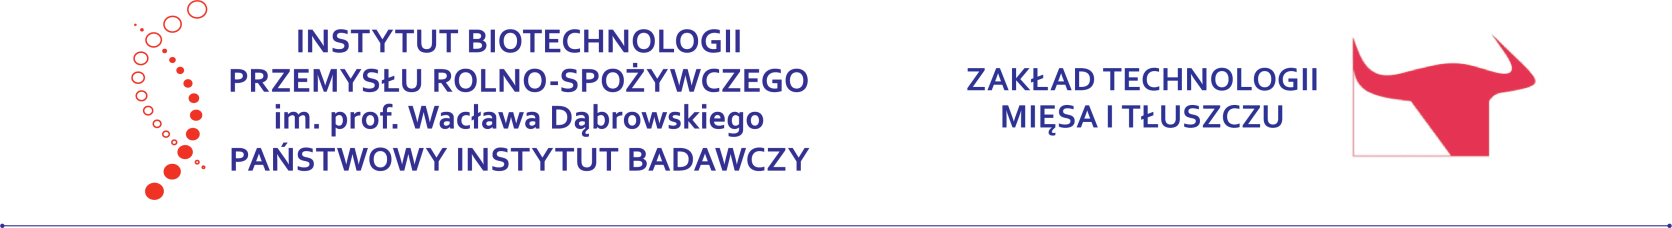 INSTYTUT BIOTECHNOLOGII
PRZEMYSŁU ROLNO-SPOŻYWCZEGO
im. prof. Wacława Dąbrowskiego
PAŃSTWOWY INSTYTUT BADAWCZY
ZAKŁAD TECHNOLOGII
MIĘSA I TŁUSZCZU